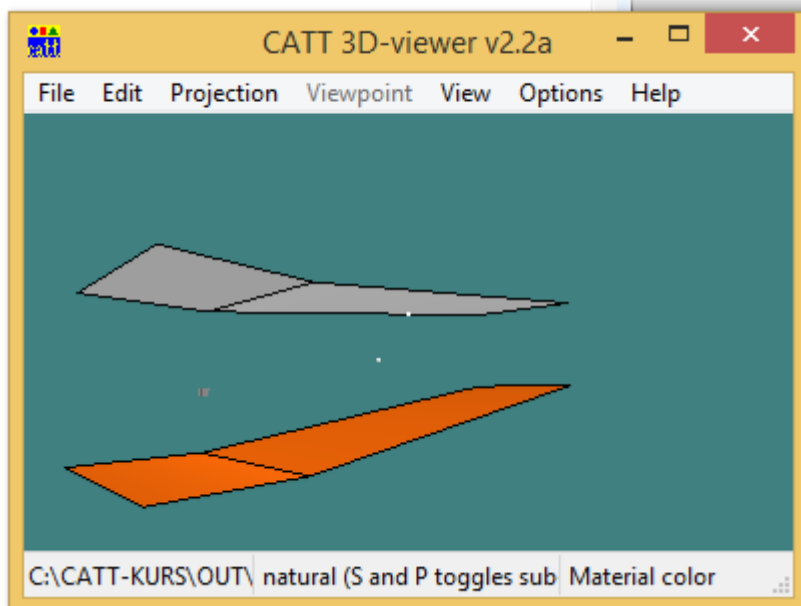 catt
CATT 3D-viewer v2.2a
File Edit Projection Viewpoint View Options Help
C:\CATT-KURS\OUT\ natural (S and P toggles sub Material color